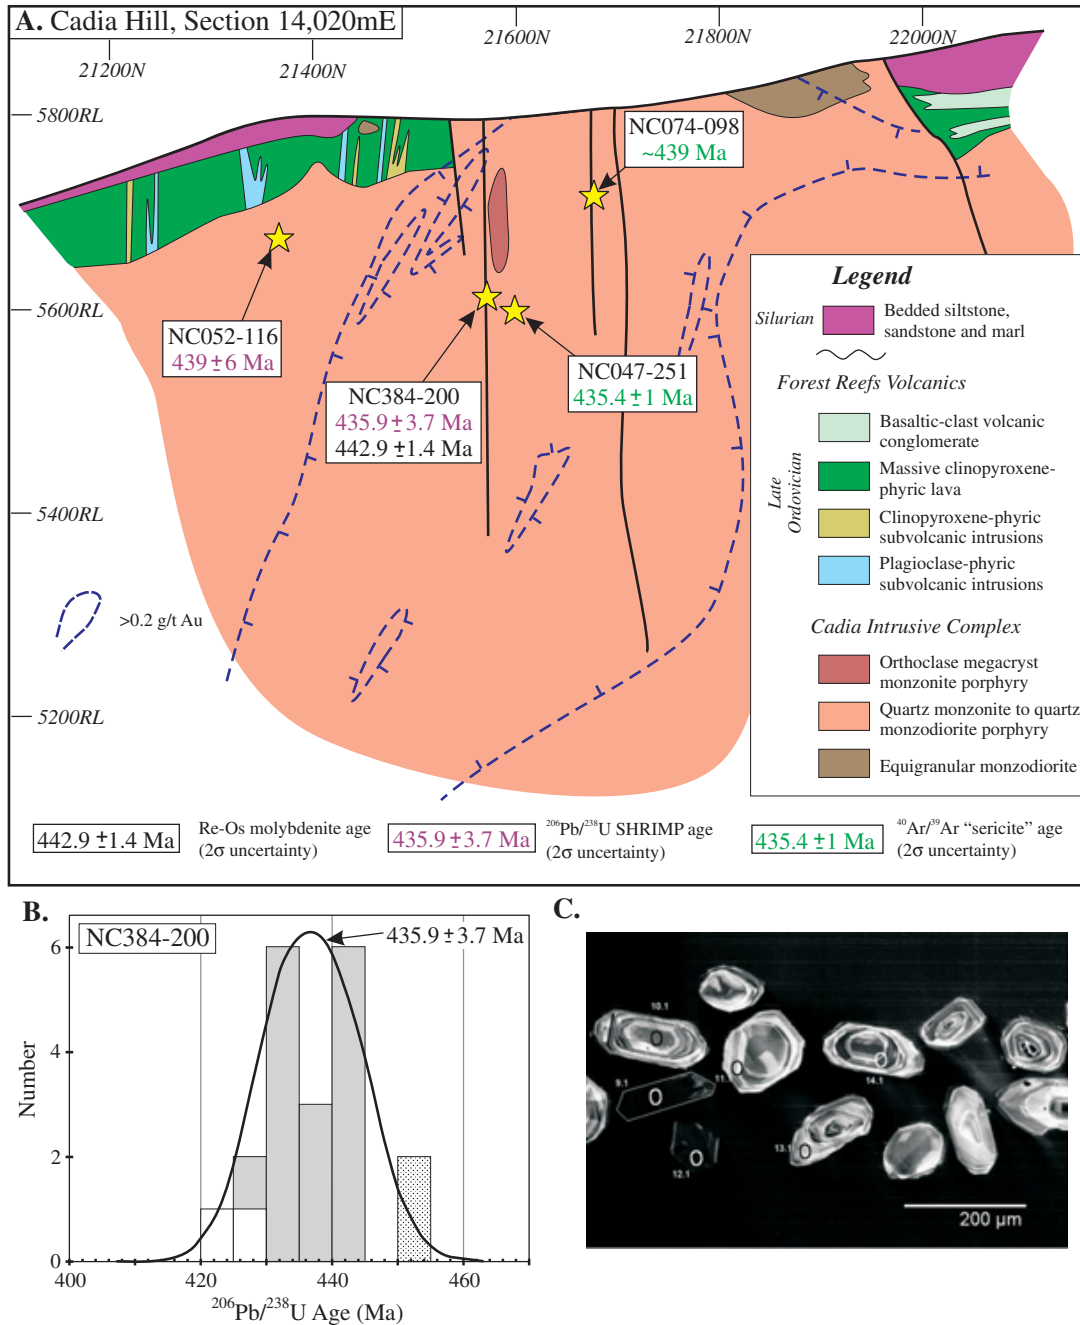 A. Cadia Hill, Section 14,020mE
21200N
21400N
21600N
21800N
22000N
5800RL
5600RL
5400RL
5200RL
NC074-098
~439 Ma
NC052-116
439 ± 6 Ma
NC384-200
435.9 ± 3.7 Ma
442.9 ± 1.4 Ma
NC047-251
435.4 ± 1 Ma
>0.2 g/t Au
Legend
Silurian
Bedded siltstone,
sandstone and marl
Forest Reefs Volcanics
Late
Ordovician
Basaltic-clast volcanic
conglomerate
Massive clinopyroxene-
phyric lava
Clinopyroxene-phyric
subvolcanic intrusions
Plagioclase-phyric
subvolcanic intrusions
Cadia Intrusive Complex
Orthoclase megacryst
monzonite porphyry
Quartz monzonite to quartz
monzodiorite porphyry
Equigranular monzodiorite
442.9 ± 1.4 Ma
Re-Os molybdenite age
(2σ uncertainty)
435.9 ± 3.7 Ma
206Pb/238U SHRIMP age
(2σ uncertainty)
435.4 ± 1 Ma
40Ar/39Ar “sericite” age
(2σ uncertainty)
B.
NC384-200
435.9 ± 3.7 Ma
6
4
2
0
Number
400
420
440
460
206Pb/238U Age (Ma)
C.
10.1
9.1
11.
14.1
13.1
12.1
200 µm